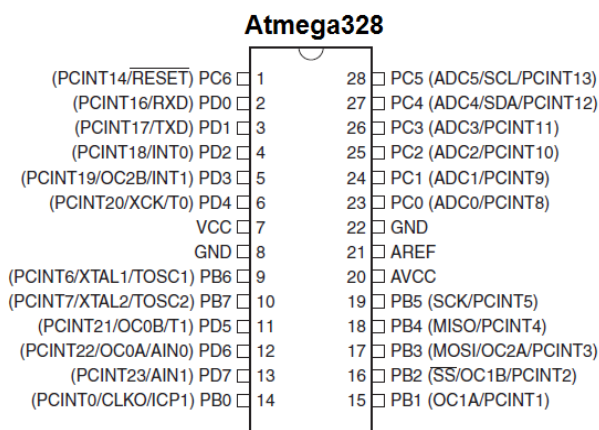 Atmega328
(PCINT14/RESET) PC6 1 28 PC5 (ADC5/SCL/PCINT13)
(PCINT16/RXD) PD0 2 27 PC4 (ADC4/SDA/PCINT12)
(PCINT17/TXD) PD1 3 26 PC3 (ADC3/PCINT11)
(PCINT18/INT0) PD2 4 25 PC2 (ADC2/PCINT10)
(PCINT19/OC2B/INT1) PD3 5 24 PC1 (ADC1/PCINT9)
(PCINT20/XCK/T0) PD4 6 23 PC0 (ADC0/PCINT8)
VCC 7 22 GND
GND 8 21 AREF
(PCINT6/XTAL1/TOSC1) PB6 9 20 AVCC
(PCINT7/XTAL2/TOSC2) PB7 10 19 PB5 (SCK/PCINT5)
(PCINT21/OC0B/T1) PD5 11 18 PB4 (MISO/PCINT4)
(PCINT22/OC0A/AIN0) PD6 12 17 PB3 (MOSI/OC2A/PCINT3)
(PCINT23/AIN1) PD7 13 16 PB2 (SS/OC1B/PCINT2)
(PCINT0/CLKO/ICP1) PB0 14 15 PB1 (OC1A/PCINT1)